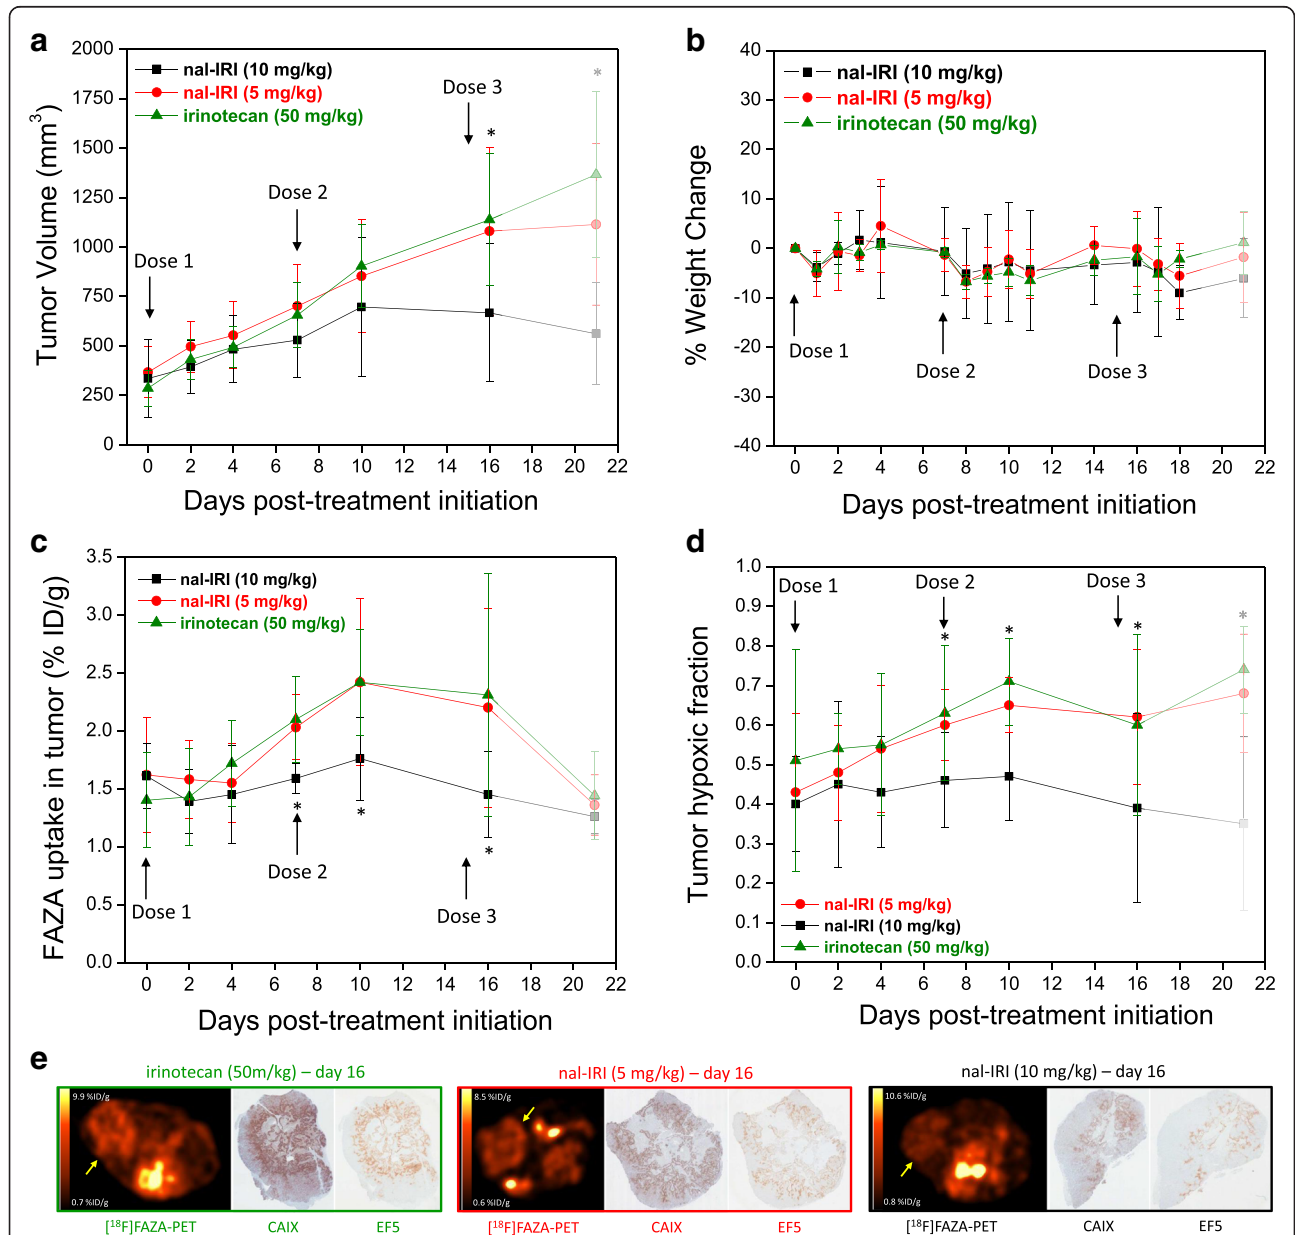 a
2000
1750
1500
1250
1000
750
500
250
0
Tumor Volume (mm³)
nal-IRI (10 mg/kg)
nal-IRI (5 mg/kg)
irinotecan (50 mg/kg)
Dose 1
Dose 2
Dose 3
*
*
0 2 4 6 8 10 12 14 16 18 20 22
Days post-treatment initiation
b
40
30
20
10
0
-10
-20
-30
-40
% Weight Change
nal-IRI (10 mg/kg)
nal-IRI (5 mg/kg)
irinotecan (50 mg/kg)
Dose 1
Dose 2
Dose 3
0 2 4 6 8 10 12 14 16 18 20 22
Days post-treatment initiation
c
3.5
3.0
2.5
2.0
1.5
1.0
0.5
0.0
FAZA uptake in tumor (% ID/g)
nal-IRI (10 mg/kg)
nal-IRI (5 mg/kg)
irinotecan (50 mg/kg)
*
*
*
Dose 1
Dose 2
Dose 3
0 2 4 6 8 10 12 14 16 18 20 22
Days post-treatment initiation
d
1.0
0.9
0.8
0.7
0.6
0.5
0.4
0.3
0.2
0.1
0.0
Tumor hypoxic fraction
Dose 1
Dose 2
Dose 3
*
*
*
*
nal-IRI (5 mg/kg)
nal-IRI (10 mg/kg)
irinotecan (50 mg/kg)
0 2 4 6 8 10 12 14 16 18 20 22
Days post-treatment initiation
e
irinotecan (50m/kg) – day 16
9.9 %ID/g
0.7 %ID/g
[¹⁸F]FAZA-PET
CAIX
EF5
nal-IRI (5 mg/kg) – day 16
8.5 %ID/g
0.6 %ID/g
[¹⁸F]FAZA-PET
CAIX
EF5
nal-IRI (10 mg/kg) – day 16
10.6 %ID/g
0.8 %ID/g
[¹⁸F]FAZA-PET
CAIX
EF5